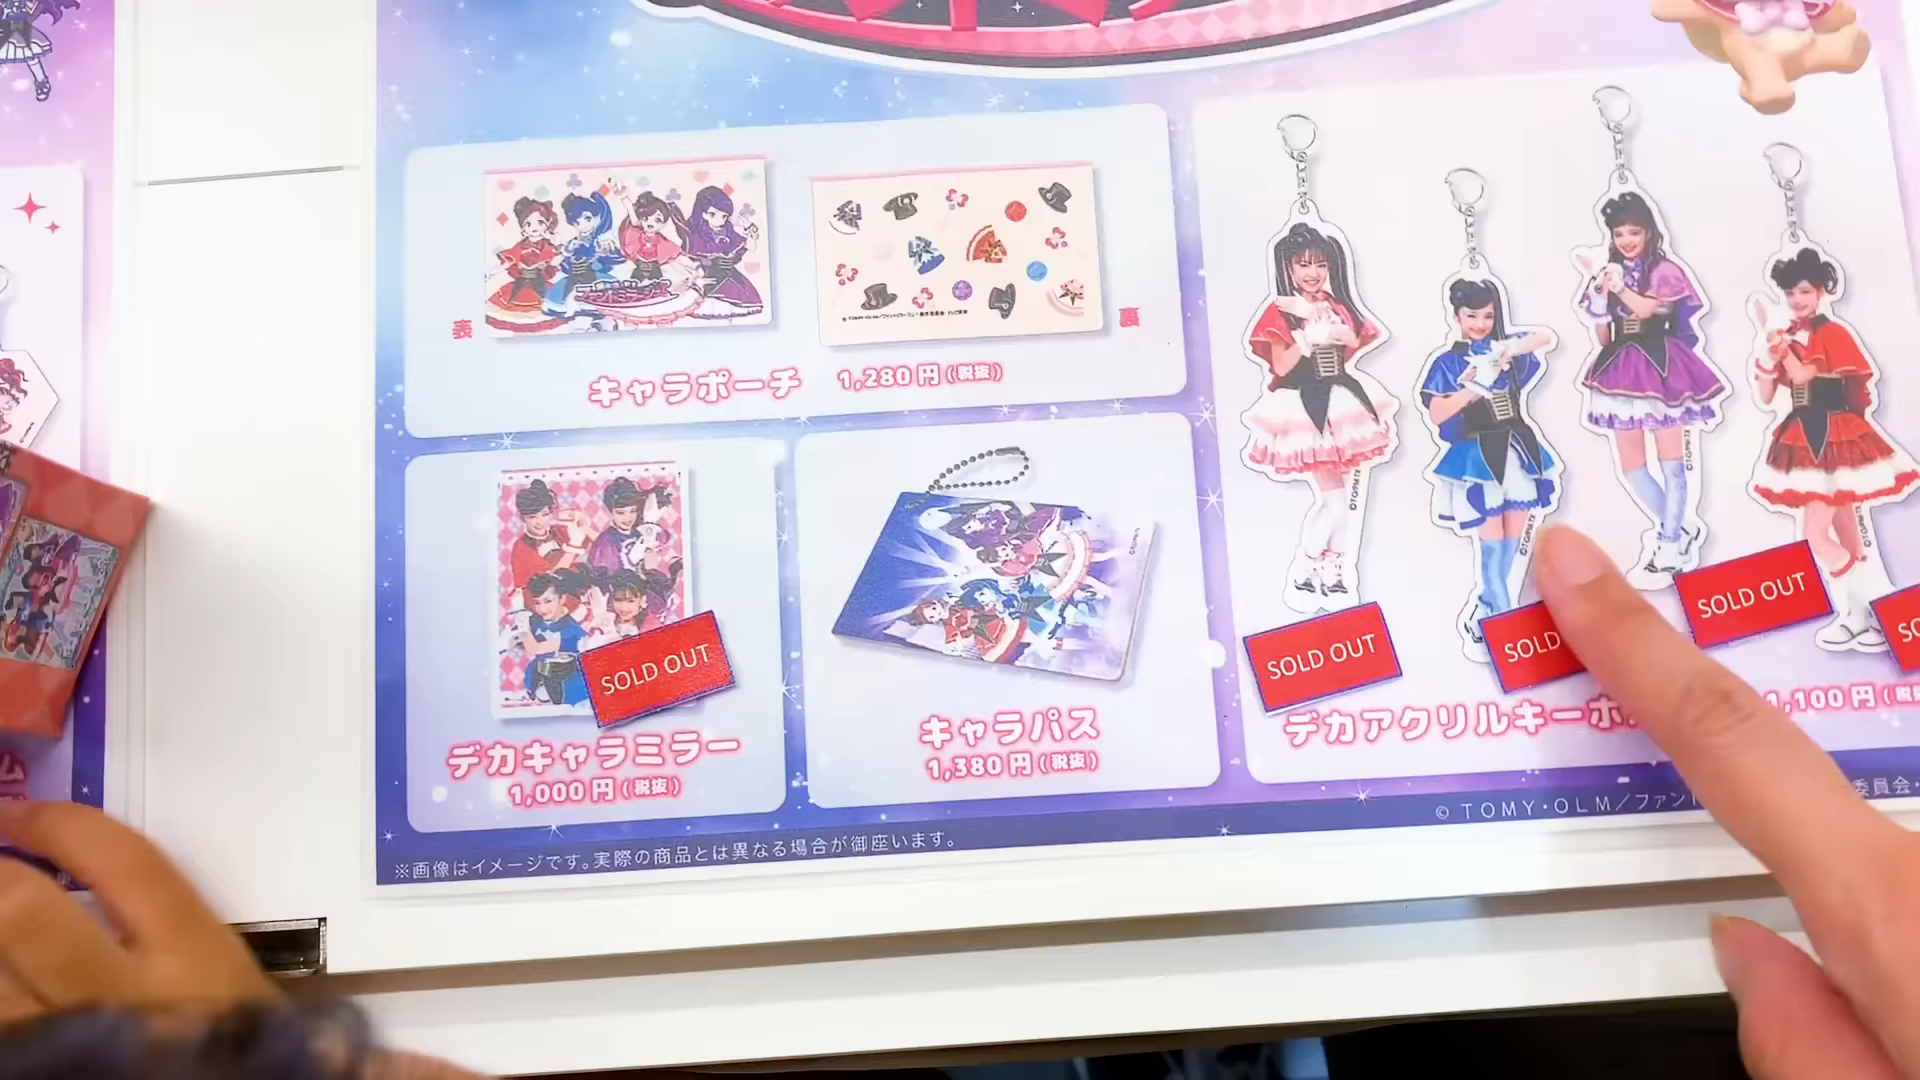 表
裏
キャラポーチ 1,280円(税抜)
SOLD OUT
デカキャラミラー
1,000円(税抜)
キャラパス
1,380円(税抜)
SOLD OUT
SOLD
SOLD OUT
SO
デカアクリルキーホ
1,100円(税
※画像はイメージです。実際の商品とは異なる場合が御座います。
© TOMY・OLM/ファン
委員会・